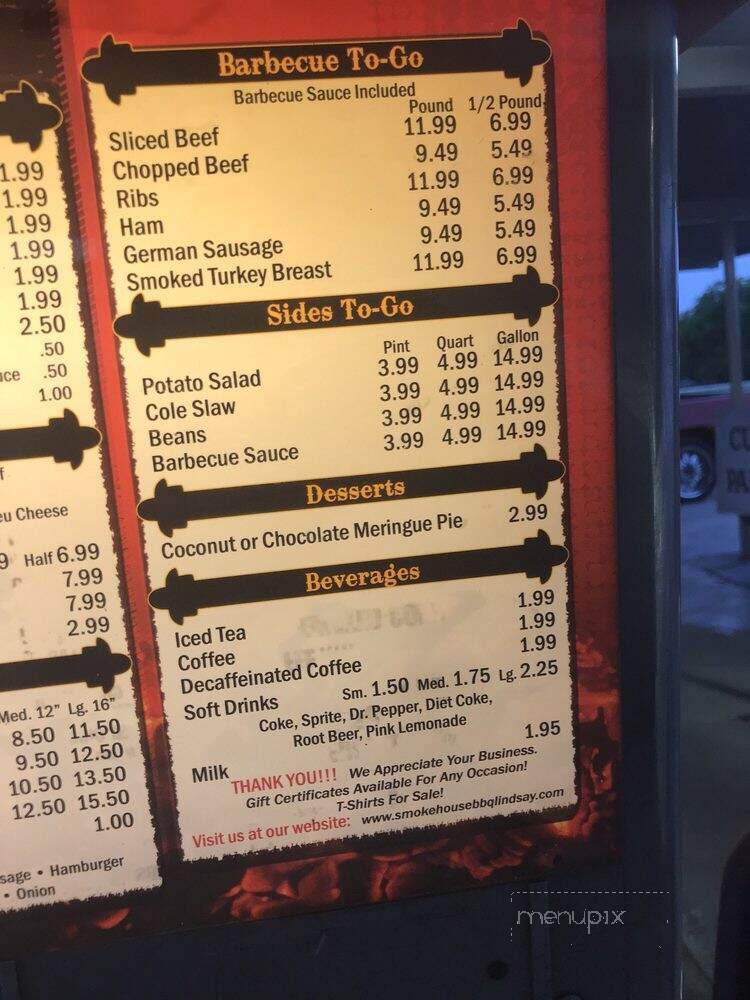 1.99
1.99
1.99
1.99
1.99
1.99
2.50
.50
.50
1.00
Cheese
Half 6.99
7.99
7.99
2.99
Med. 12" Lg. 16"
8.50 11.50
9.50 12.50
10.50 13.50
12.50 15.50
1.00
• Hamburger
• Onion
Barbecue To-Go
Barbecue Sauce Included
Pound 1/2 Pound
Sliced Beef 11.99 6.99
Chopped Beef 9.49 5.49
Ribs 11.99 6.99
Ham 9.49 5.49
German Sausage 9.49 5.49
Smoked Turkey Breast 11.99 6.99
Sides To-Go
Pint Quart Gallon
Potato Salad 3.99 4.99 14.99
Cole Slaw 3.99 4.99 14.99
Beans 3.99 4.99 14.99
Barbecue Sauce 3.99 4.99 14.99
Desserts
Coconut or Chocolate Meringue Pie 2.99
Beverages
Iced Tea 1.99
Coffee 1.99
Decaffeinated Coffee 1.99
Soft Drinks Sm. 1.50 Med. 1.75 Lg. 2.25
Coke, Sprite, Dr. Pepper, Diet Coke,
Root Beer, Pink Lemonade
Milk 1.95
THANK YOU!!! We Appreciate Your Business.
Gift Certificates Available For Any Occasion!
T-Shirts For Sale!
Visit us at our website: www.smokehousebbqlindsay.com
menupix